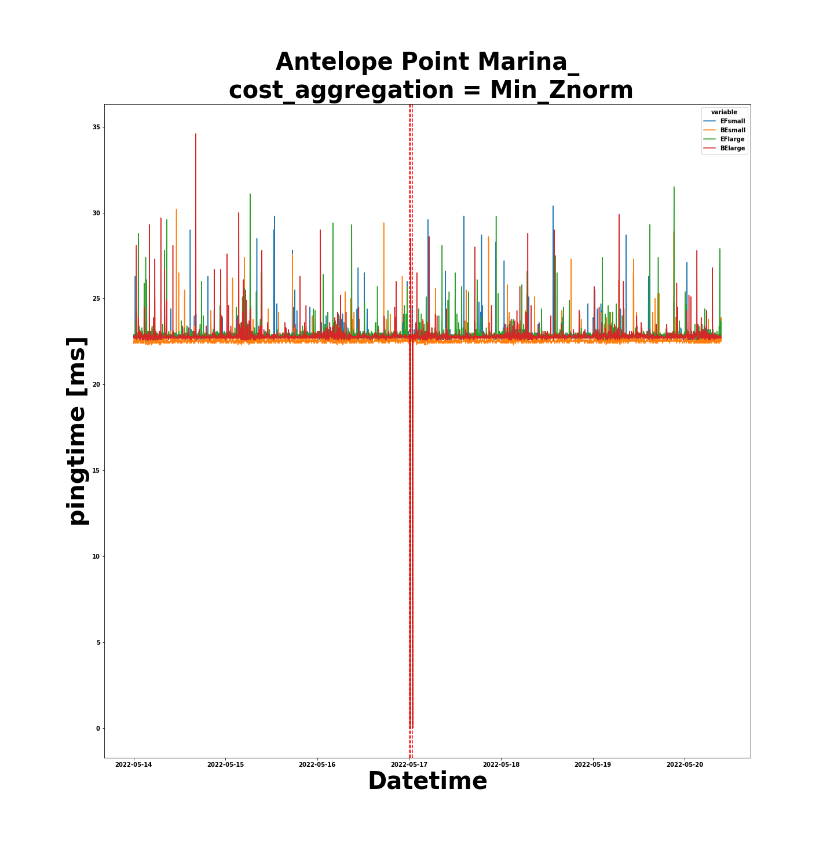 Antelope Point Marina_
cost_aggregation = Min_Znorm
variable
EFsmall
BEsmall
EFlarge
BElarge
pingtime [ms]
35
30
25
20
15
10
5
0
2022-05-14 2022-05-15 2022-05-16 2022-05-17 2022-05-18 2022-05-19 2022-05-20
Datetime